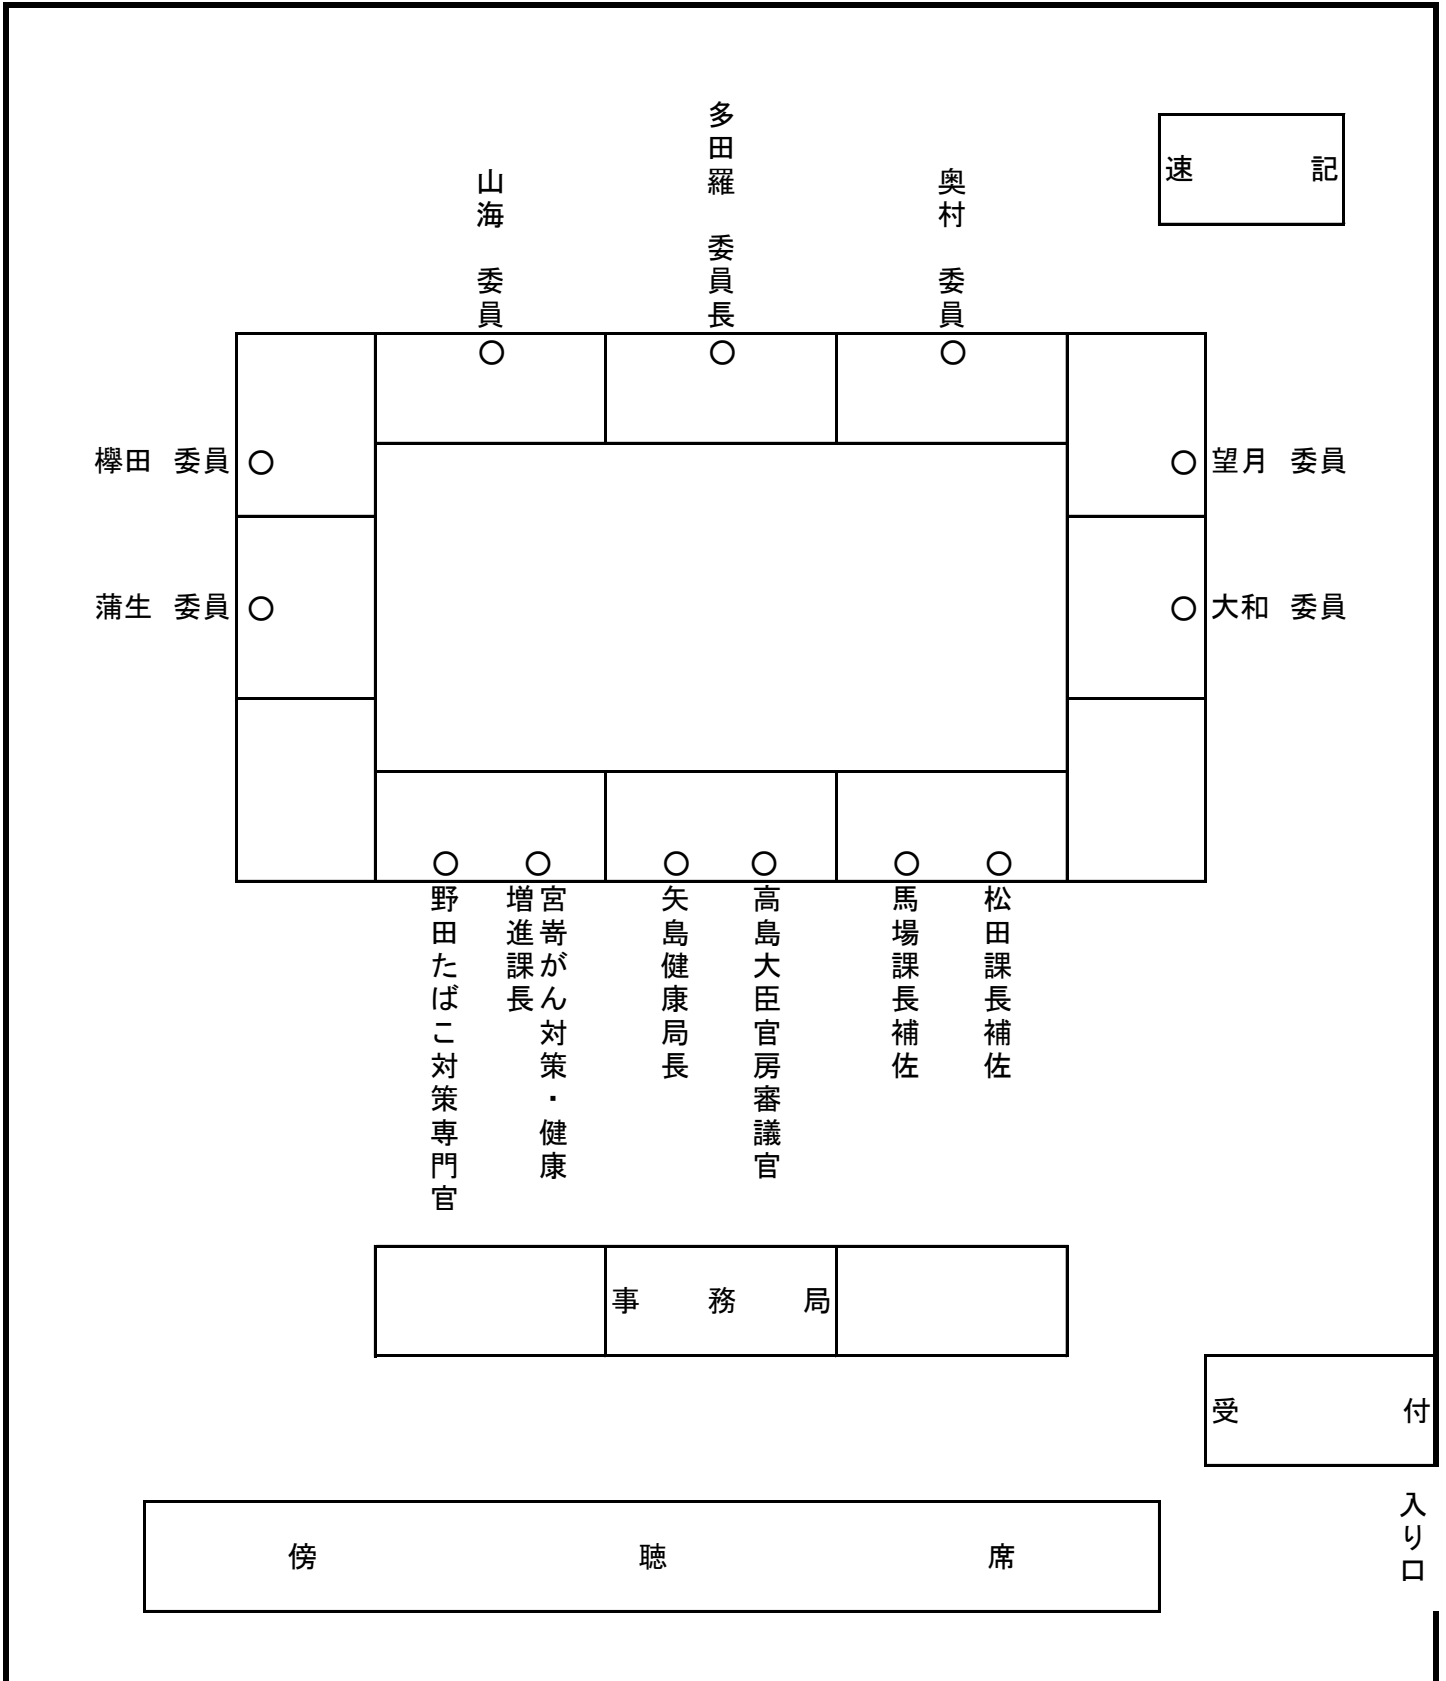 速　記
多田羅　委員長
山海　委員
奥村　委員
欅田　委員
望月　委員
蒲生　委員
大和　委員
野田たばこ対策専門官
宮嵜がん対策・健康
増進課長
矢島健康局長
高島大臣官房審議官
馬場課長補佐
松田課長補佐
事　務　局
受　付
入り口
傍　聴　席